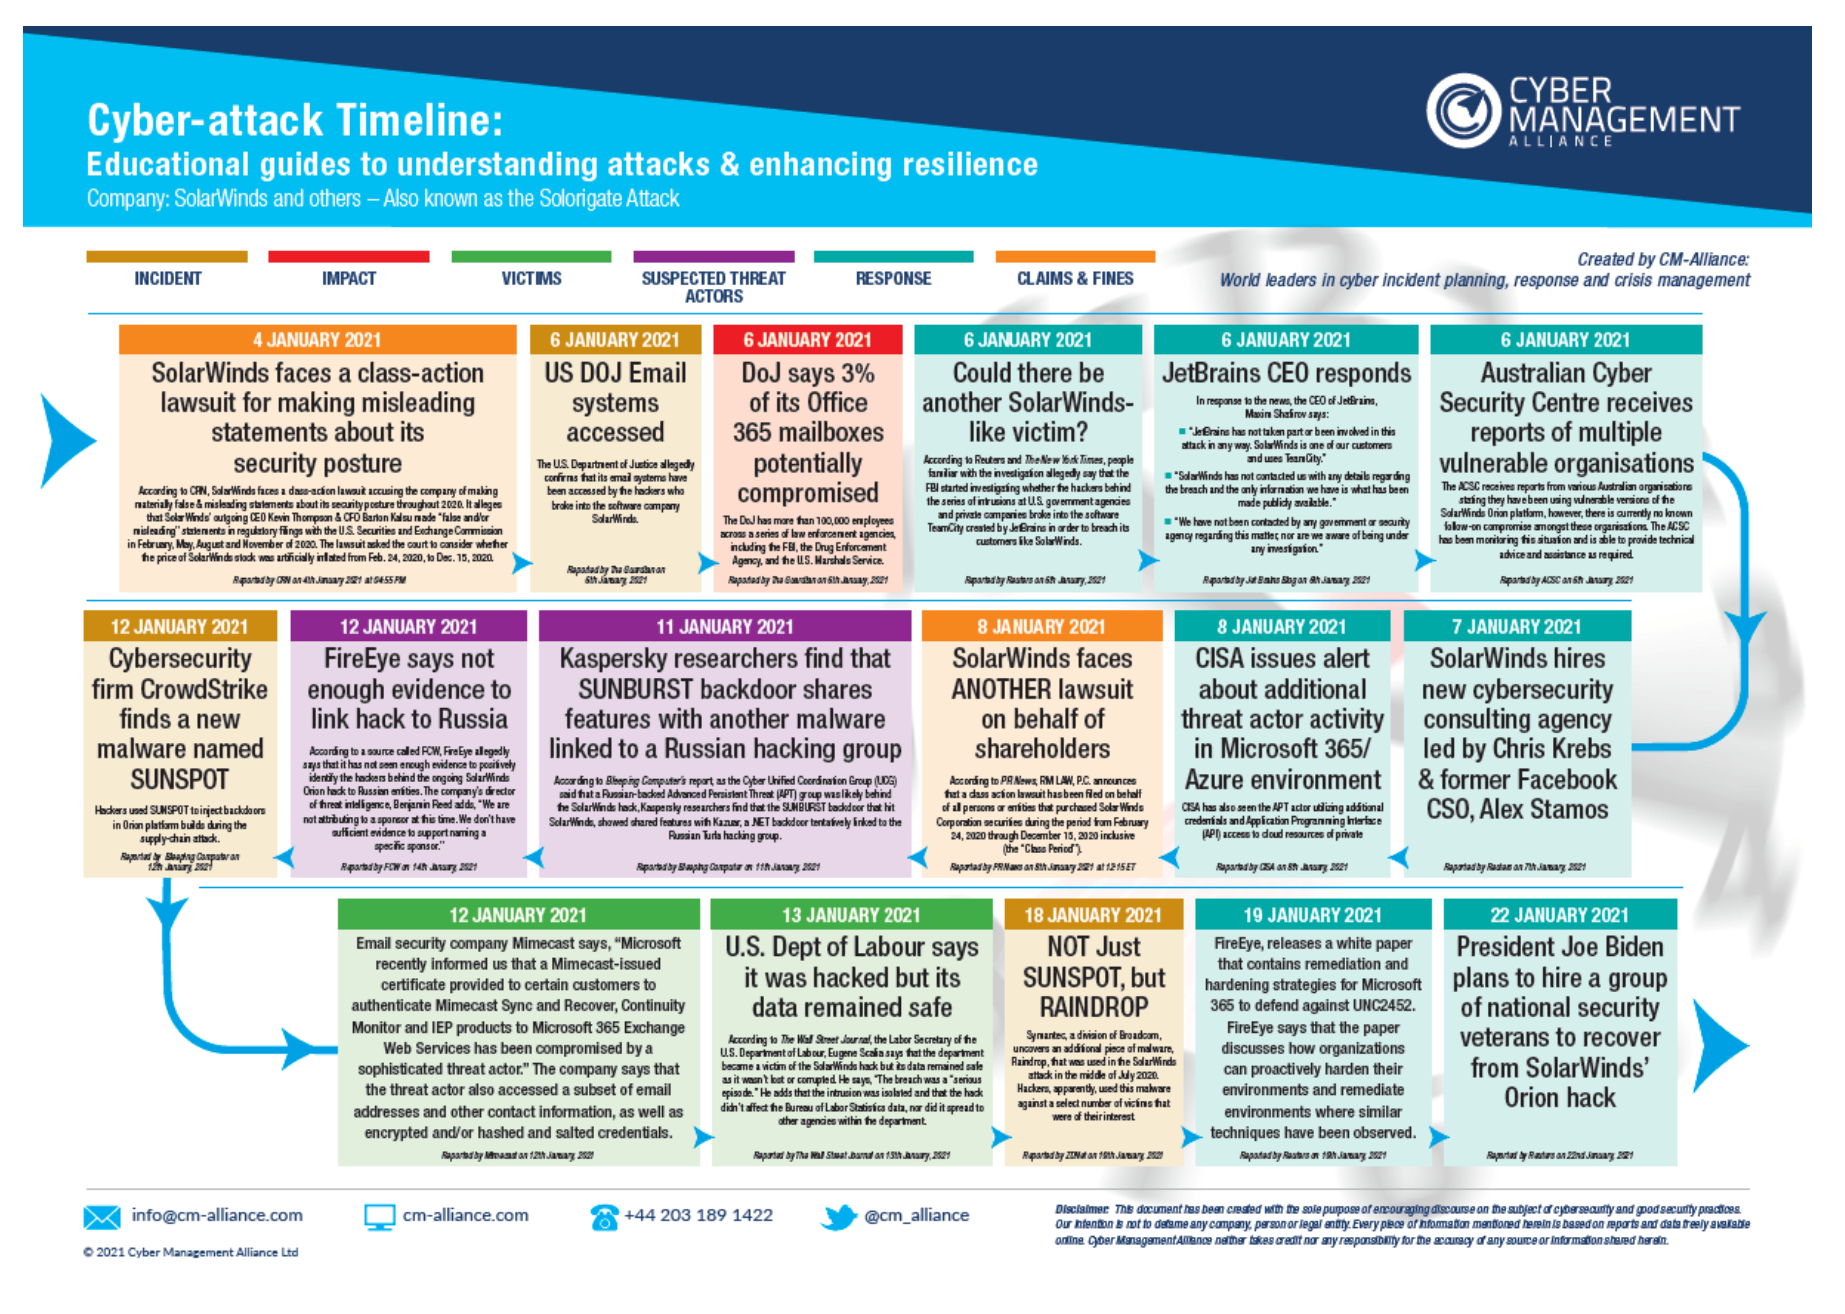 CYBER
MANAGEMENT
ALLIANCE
Cyber-attack Timeline:
Educational guides to understanding attacks & enhancing resilience
Company: SolarWinds and others – Also known as the Solorigate Attack
INCIDENT
IMPACT
VICTIMS
SUSPECTED THREAT
ACTORS
RESPONSE
CLAIMS & FINES
Created by CM-Alliance:
World leaders in cyber incident planning, response and crisis management
4 JANUARY 2021
SolarWinds faces a class-action
lawsuit for making misleading
statements about its
security posture
According to CRN, SolarWinds faces a class-action lawsuit accusing the company of making
materially false & misleading statements about its security posture throughout 2020. It alleges
that SolarWinds' outgoing CEO Kevin Thompson & CFO Barton Kalsu made "false and/or
misleading" statements in regulatory filings with the U.S. Securities and Exchange Commission
in February, May, August and November of 2020. The lawsuit asked the court to consider whether
the price of SolarWinds stock was artificially inflated from Feb. 24, 2020, to Dec. 15, 2020.
Reported by CRN on 4th January 2021 at 04:55 PM
6 JANUARY 2021
US DOJ Email
systems
accessed
The U.S. Department of Justice allegedly
confirms that its email systems have
been accessed by the hackers who
broke into the software company
SolarWinds.
Reported by The Guardian on
6th January, 2021
6 JANUARY 2021
DoJ says 3%
of its Office
365 mailboxes
potentially
compromised
The DoJ has more than 100,000 employees
across a series of law enforcement agencies,
including the FBI, the Drug Enforcement
Agency, and the U.S. Marshals Service.
Reported by The Guardian on 6th January, 2021
6 JANUARY 2021
Could there be
another SolarWinds-
like victim?
According to Reuters and The New York Times, people
familiar with the investigation allegedly say that the
FBI started investigating whether the hackers behind
the series of intrusions at U.S. government agencies
and private companies broke into the software
TeamCity created by JetBrains in order to breach its
customers like SolarWinds.
Reported by Reuters on 6th January, 2021
6 JANUARY 2021
JetBrains CEO responds
In response to the news, the CEO of JetBrains,
Maxim Shafirov says:
"JetBrains has not taken part or been involved in this
attack in any way. SolarWinds is one of our customers
and uses TeamCity."
"SolarWinds has not contacted us with any details regarding
the breach and the only information we have is what has been
made publicly available."
"We have not been contacted by any government or security
agency regarding this matter, nor are we aware of being under
any investigation."
Reported by Jet Brains Blog on 6th January, 2021
6 JANUARY 2021
Australian Cyber
Security Centre receives
reports of multiple
vulnerable organisations
The ACSC receives reports from various Australian organisations
stating they have been using vulnerable versions of the
SolarWinds Orion platform, however, there is currently no known
follow-on compromise amongst these organisations. The ACSC
has been monitoring this situation and is able to provide technical
advice and assistance as required.
Reported by ACSC on 6th January, 2021
12 JANUARY 2021
Cybersecurity
firm CrowdStrike
finds a new
malware named
SUNSPOT
Hackers used SUNSPOT to inject backdoors
in Orion platform builds during the
supply-chain attack.
Reported by Bleeping Computer on
12th January, 2021
12 JANUARY 2021
FireEye says not
enough evidence to
link hack to Russia
According to a source called FCW, FireEye allegedly
says that it has not seen enough evidence to positively
identify the hackers behind the ongoing SolarWinds
Orion hack to Russian entities. The company's director
of threat intelligence, Benjamin Reed adds, "We are
not attributing to a sponsor at this time. We don't have
sufficient evidence to support naming a
specific sponsor."
Reported by FCW on 14th January, 2021
11 JANUARY 2021
Kaspersky researchers find that
SUNBURST backdoor shares
features with another malware
linked to a Russian hacking group
According to Bleeping Computer's report, as the Cyber Unified Coordination Group (UCG)
said that a Russian-backed Advanced Persistent Threat (APT) group was likely behind
the SolarWinds hack, Kaspersky researchers find that the SUNBURST backdoor that hit
SolarWinds, showed shared features with Kazuar, a .NET backdoor tentatively linked to the
Russian Turla hacking group.
Reported by Bleeping Computer on 11th January, 2021
8 JANUARY 2021
SolarWinds faces
ANOTHER lawsuit
on behalf of
shareholders
According to PR News, RM LAW, P.C. announces
that a class action lawsuit has been filed on behalf
of all persons or entities that purchased SolarWinds
Corporation securities during the period from February
24, 2020 through December 15, 2020 inclusive
(the "Class Period").
Reported by PR News on 8th January 2021 at 12:15 ET
8 JANUARY 2021
CISA issues alert
about additional
threat actor activity
in Microsoft 365/
Azure environment
CISA has also seen the APT actor utilizing additional
credentials and Application Programming Interface
(API) access to cloud resources of private
Reported by CISA on 8th January, 2021
7 JANUARY 2021
SolarWinds hires
new cybersecurity
consulting agency
led by Chris Krebs
& former Facebook
CSO, Alex Stamos
Reported by Reuters on 7th January, 2021
12 JANUARY 2021
Email security company Mimecast says, "Microsoft
recently informed us that a Mimecast-issued
certificate provided to certain customers to
authenticate Mimecast Sync and Recover, Continuity
Monitor and IEP products to Microsoft 365 Exchange
Web Services has been compromised by a
sophisticated threat actor." The company says that
the threat actor also accessed a subset of email
addresses and other contact information, as well as
encrypted and/or hashed and salted credentials.
Reported by Mimecast on 12th January, 2021
13 JANUARY 2021
U.S. Dept of Labour says
it was hacked but its
data remained safe
According to The Wall Street Journal, the Labor Secretary of the
U.S. Department of Labour, Eugene Scalia says that the department
became a victim of the SolarWinds hack but its data remained safe
as it wasn't lost or corrupted. He says, "The breach was a "serious
episode." He adds that the intrusion was isolated and that the hack
didn't affect the Bureau of Labor Statistics data, nor did it spread to
other agencies within the department.
Reported by The Wall Street Journal on 13th January, 2021
18 JANUARY 2021
NOT Just
SUNSPOT, but
RAINDROP
Symantec, a division of Broadcom,
uncovers an additional piece of malware,
Raindrop, that was used in the SolarWinds
attack in the middle of July 2020.
Hackers, apparently, used this malware
against a select number of victims that
were of their interest.
Reported by ZDNet on 18th January, 2021
19 JANUARY 2021
FireEye, releases a white paper
that contains remediation and
hardening strategies for Microsoft
365 to defend against UNC2452.
FireEye says that the paper
discusses how organizations
can proactively harden their
environments and remediate
environments where similar
techniques have been observed.
Reported by Reuters on 19th January, 2021
22 JANUARY 2021
President Joe Biden
plans to hire a group
of national security
veterans to recover
from SolarWinds'
Orion hack
Reported by Reuters on 22nd January, 2021
info@cm-alliance.com
cm-alliance.com
+44 203 189 1422
@cm_alliance
Disclaimer: This document has been created with the sole purpose of encouraging discourse on the subject of cybersecurity and good security practices.
Our intention is not to defame any company, person or legal entity. Every piece of information mentioned herein is based on reports and data freely available
online. Cyber Management Alliance neither takes credit nor any responsibility for the accuracy of any source or information shared herein.
© 2021 Cyber Management Alliance Ltd